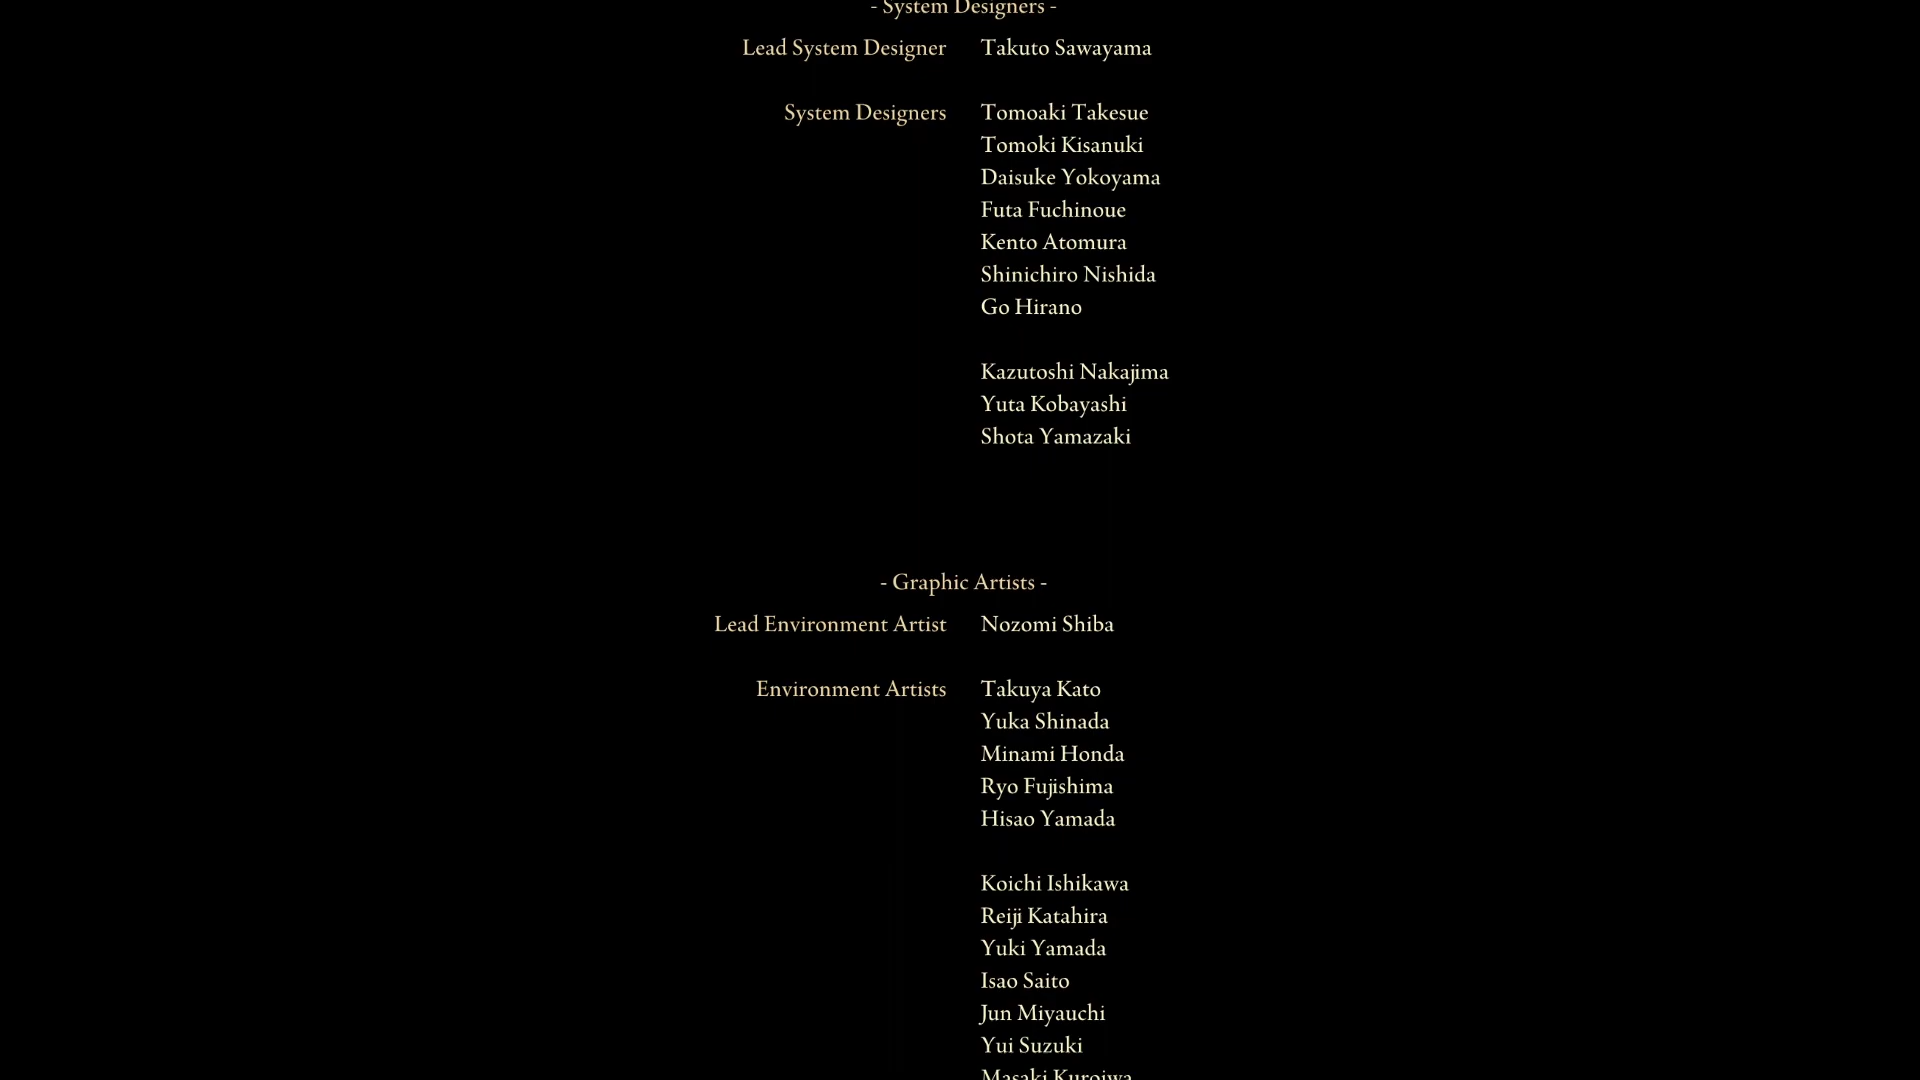 - System Designers -
Lead System Designer Takuto Sawayama
System Designers Tomoaki Takesue
Tomoki Kisanuki
Daisuke Yokoyama
Futa Fuchinoue
Kento Atomura
Shinichiro Nishida
Go Hirano
Kazutoshi Nakajima
Yuta Kobayashi
Shota Yamazaki
- Graphic Artists -
Lead Environment Artist Nozomi Shiba
Environment Artists Takuya Kato
Yuka Shinada
Minami Honda
Ryo Fujishima
Hisao Yamada
Koichi Ishikawa
Reiji Katahira
Yuki Yamada
Isao Saito
Jun Miyauchi
Yui Suzuki
Masaki Kuroiwa